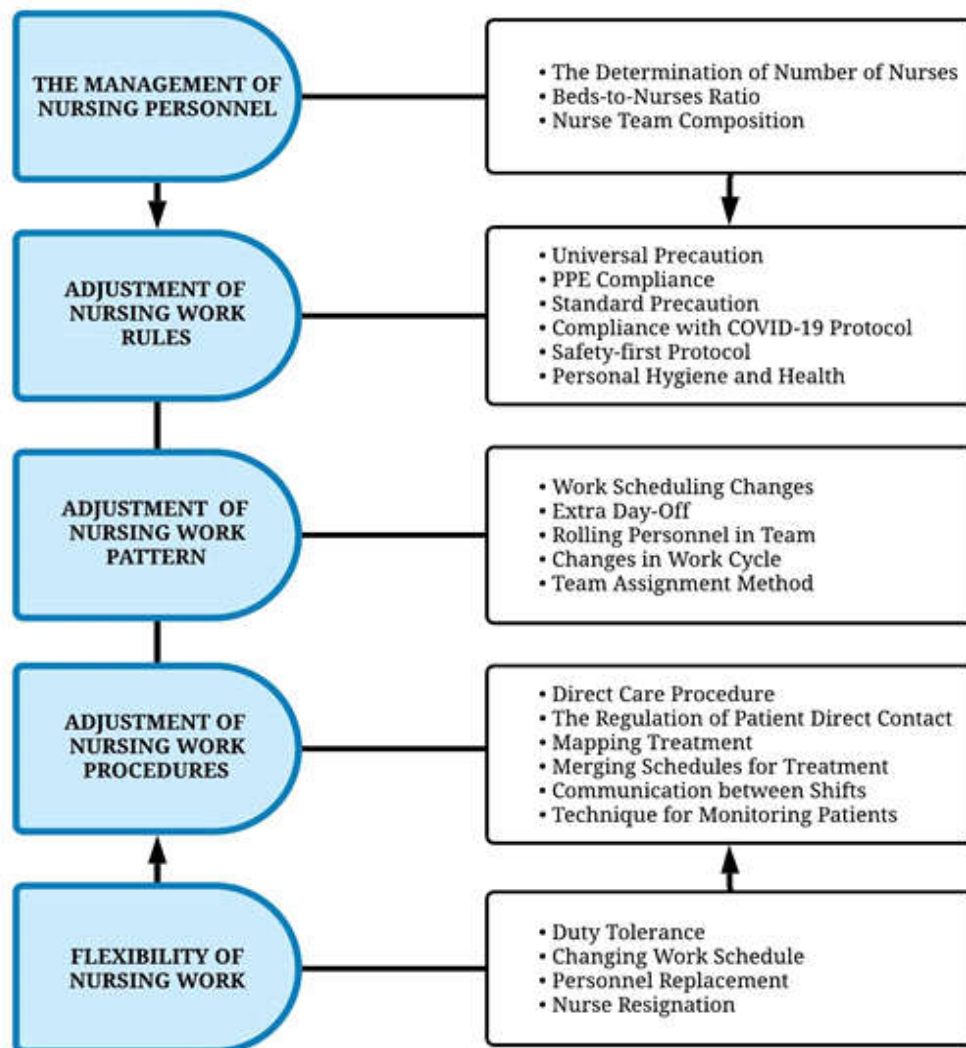 THE MANAGEMENT OF
NURSING PERSONNEL
• The Determination of Number of Nurses
• Beds-to-Nurses Ratio
• Nurse Team Composition
ADJUSTMENT OF
NURSING WORK
RULES
• Universal Precaution
• PPE Compliance
• Standard Precaution
• Compliance with COVID-19 Protocol
• Safety-first Protocol
• Personal Hygiene and Health
ADJUSTMENT OF
NURSING WORK
PATTERN
• Work Scheduling Changes
• Extra Day-Off
• Rolling Personnel in Team
• Changes in Work Cycle
• Team Assignment Method
ADJUSTMENT OF
NURSING WORK
PROCEDURES
• Direct Care Procedure
• The Regulation of Patient Direct Contact
• Mapping Treatment
• Merging Schedules for Treatment
• Communication between Shifts
• Technique for Monitoring Patients
FLEXIBILITY OF
NURSING WORK
• Duty Tolerance
• Changing Work Schedule
• Personnel Replacement
• Nurse Resignation